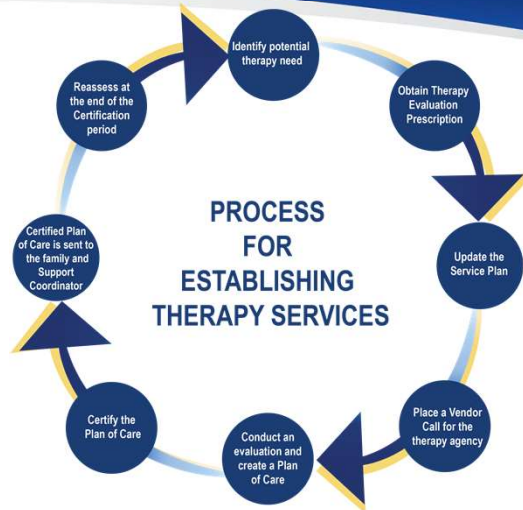 PROCESS
FOR
ESTABLISHING
THERAPY SERVICES
Identify potential
therapy need
Obtain Therapy
Evaluation
Prescription
Update the
Service Plan
Place a Vendor
Call for the
therapy agency
Conduct an
evaluation and
create a Plan
of Care
Certify the
Plan of Care
Certified Plan
of Care is sent to
the family and
Support
Coordinator
Reassess at
the end of the
Certification
period